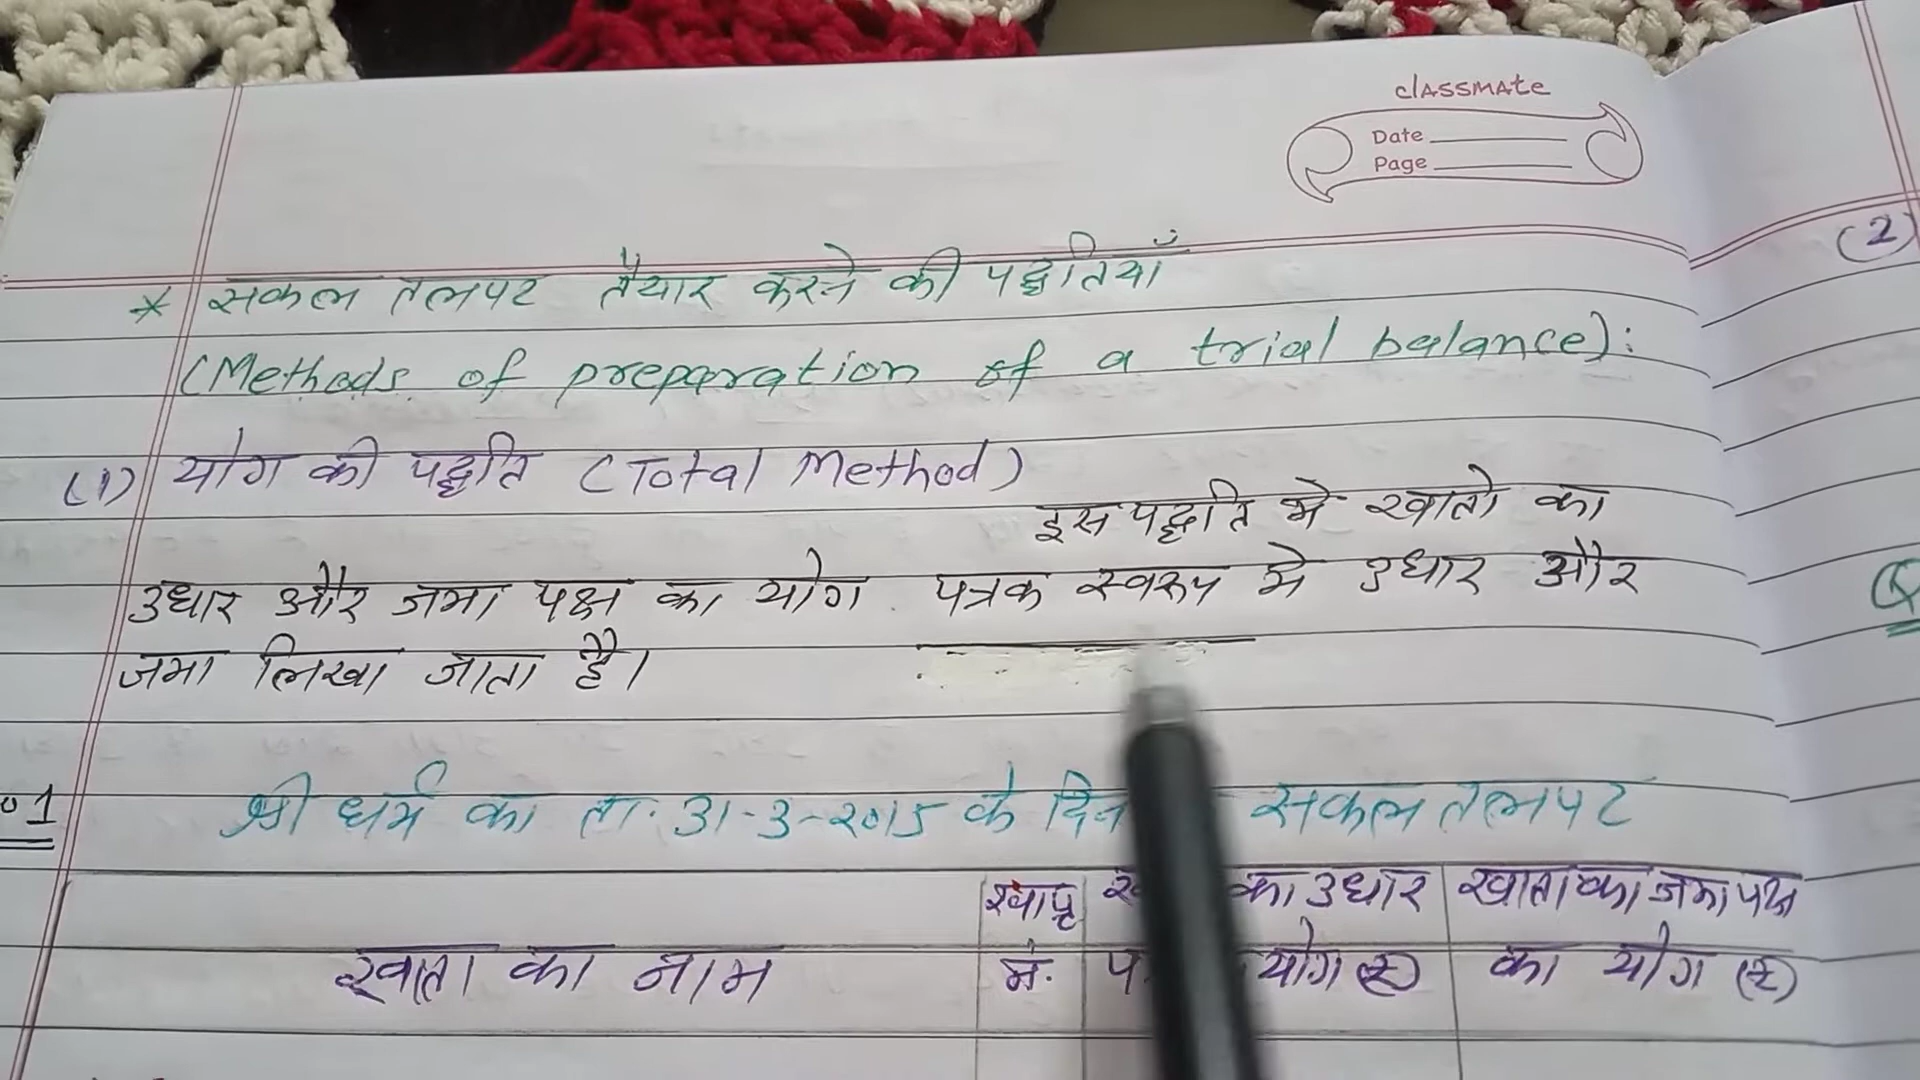 classmate
Date
Page
(2)
* सकल तलपट तैयार करने की पद्धतियाँ
(Methods of preparation of a trial balance):
(1) योग की पद्धति (Total Method)
इस पद्धति मे खातो का
उधार और जमा पक्ष का योग पत्रक स्वरूप मे उधार और
जमा लिखा जाता है।
श्री धर्म का ता. 31-3-2015 के सकल तलपट
खापृ का उधार खाता का जमा पक्ष
खाता का नाम नं. योग (₹) का योग (₹)